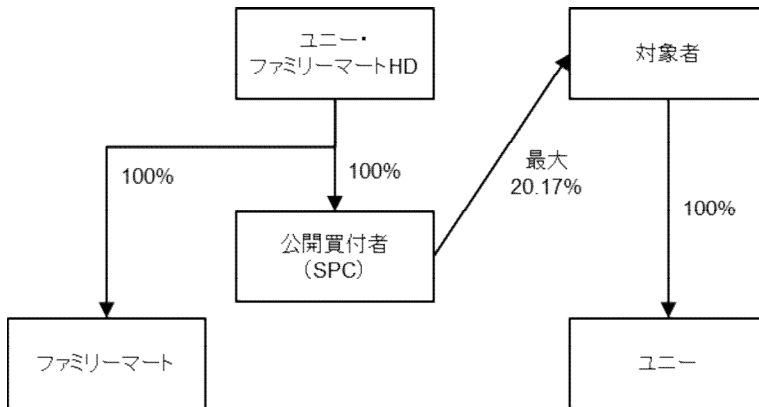 ユニー・
ファミリーマートHD
対象者
100%
100%
最大
20.17%
100%
公開買付者
（SPC）
ファミリーマート
ユニー